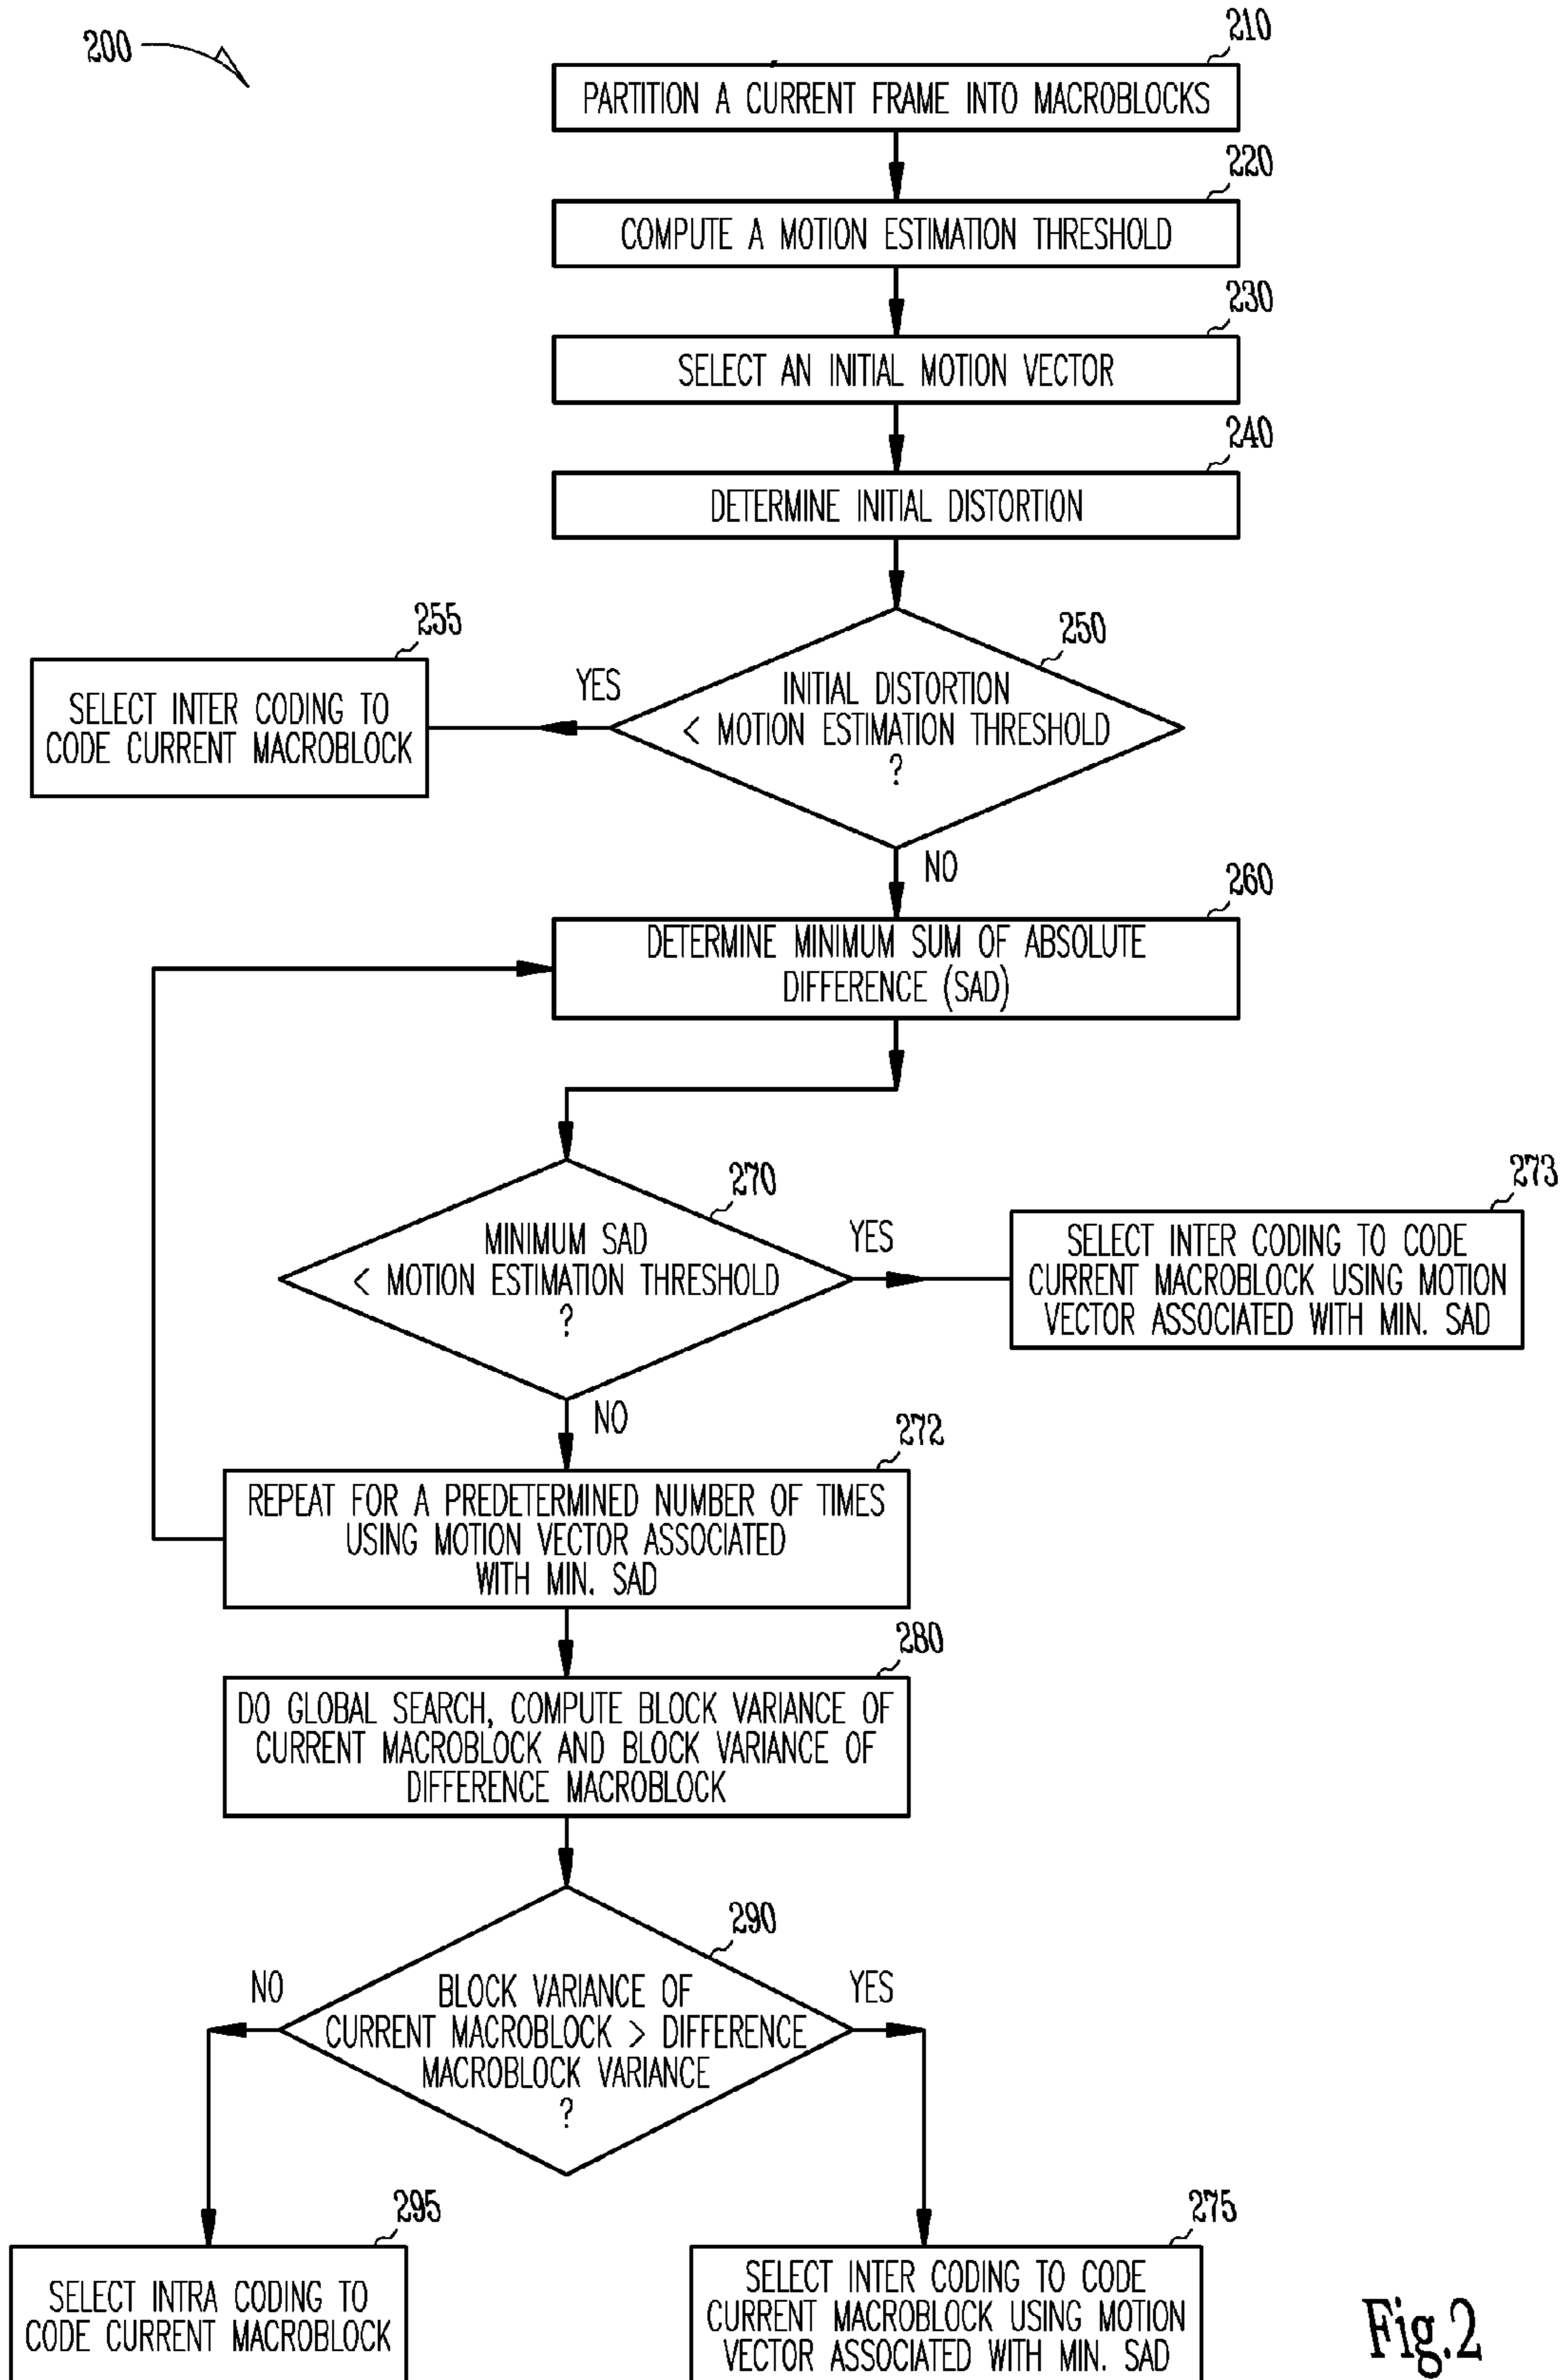 200
210
PARTITION A CURRENT FRAME INTO MACROBLOCKS
220
COMPUTE A MOTION ESTIMATION THRESHOLD
230
SELECT AN INITIAL MOTION VECTOR
240
DETERMINE INITIAL DISTORTION
250
INITIAL DISTORTION
< MOTION ESTIMATION THRESHOLD
?
YES
255
SELECT INTER CODING TO
CODE CURRENT MACROBLOCK
NO
260
DETERMINE MINIMUM SUM OF ABSOLUTE
DIFFERENCE (SAD)
270
MINIMUM SAD
< MOTION ESTIMATION THRESHOLD
?
YES
273
SELECT INTER CODING TO CODE
CURRENT MACROBLOCK USING MOTION
VECTOR ASSOCIATED WITH MIN. SAD
NO
272
REPEAT FOR A PREDETERMINED NUMBER OF TIMES
USING MOTION VECTOR ASSOCIATED
WITH MIN. SAD
280
DO GLOBAL SEARCH, COMPUTE BLOCK VARIANCE OF
CURRENT MACROBLOCK AND BLOCK VARIANCE OF
DIFFERENCE MACROBLOCK
290
BLOCK VARIANCE OF
CURRENT MACROBLOCK > DIFFERENCE
MACROBLOCK VARIANCE
?
NO
YES
295
SELECT INTRA CODING TO
CODE CURRENT MACROBLOCK
275
SELECT INTER CODING TO CODE
CURRENT MACROBLOCK USING MOTION
VECTOR ASSOCIATED WITH MIN. SAD
Fig.2